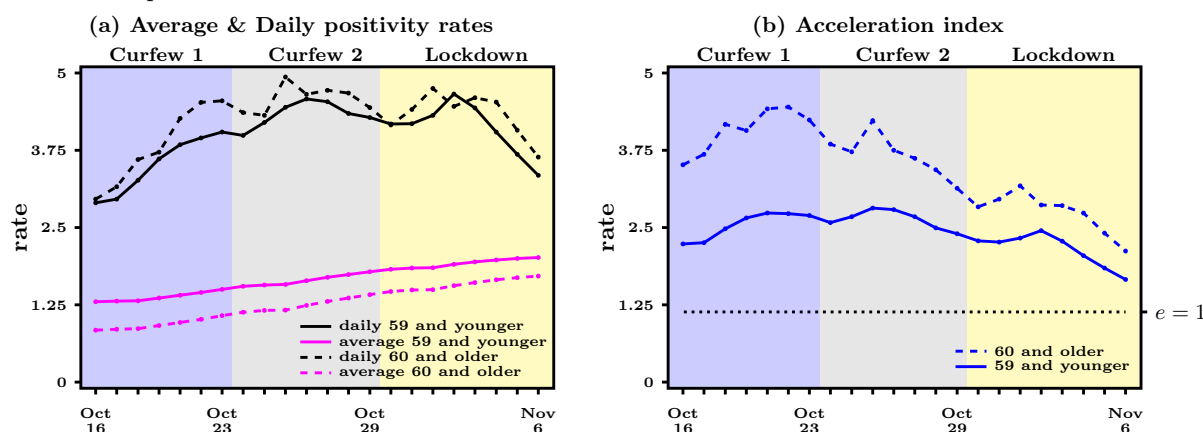 (a) Average & Daily positivity rates
Curfew 1 Curfew 2 Lockdown
5
3.75
2.5
1.25
0
rate
daily 59 and younger
average 59 and younger
daily 60 and older
average 60 and older
Oct 16
Oct 23
Oct 29
Nov 6
(b) Acceleration index
Curfew 1 Curfew 2 Lockdown
5
3.75
2.5
1.25
0
rate
e = 1
60 and older
59 and younger
Oct 16
Oct 23
Oct 29
Nov 6